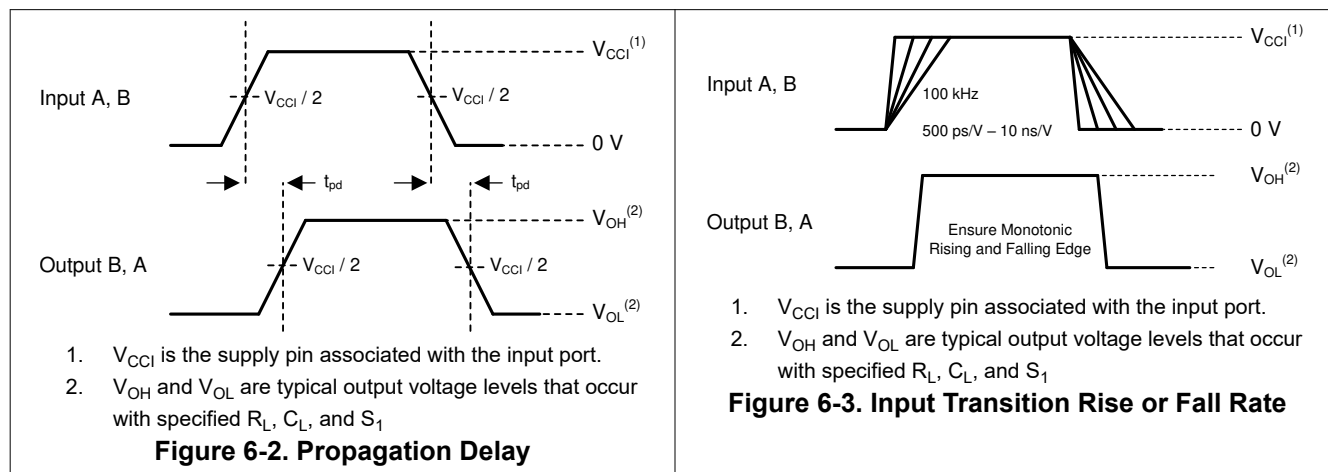 V_CCI(1)
Input A, B
V_CCI / 2 V_CCI / 2
0 V
t_pd t_pd
V_OH(2)
Output B, A
V_CCI / 2 V_CCI / 2
V_OL(2)
1. V_CCI is the supply pin associated with the input port.
2. V_OH and V_OL are typical output voltage levels that occur
with specified R_L, C_L, and S_1
Figure 6-2. Propagation Delay
V_CCI(1)
Input A, B
100 kHz
500 ps/V – 10 ns/V
0 V
V_OH(2)
Output B, A
Ensure Monotonic
Rising and Falling Edge
V_OL(2)
1. V_CCI is the supply pin associated with the input port.
2. V_OH and V_OL are typical output voltage levels that occur
with specified R_L, C_L, and S_1
Figure 6-3. Input Transition Rise or Fall Rate